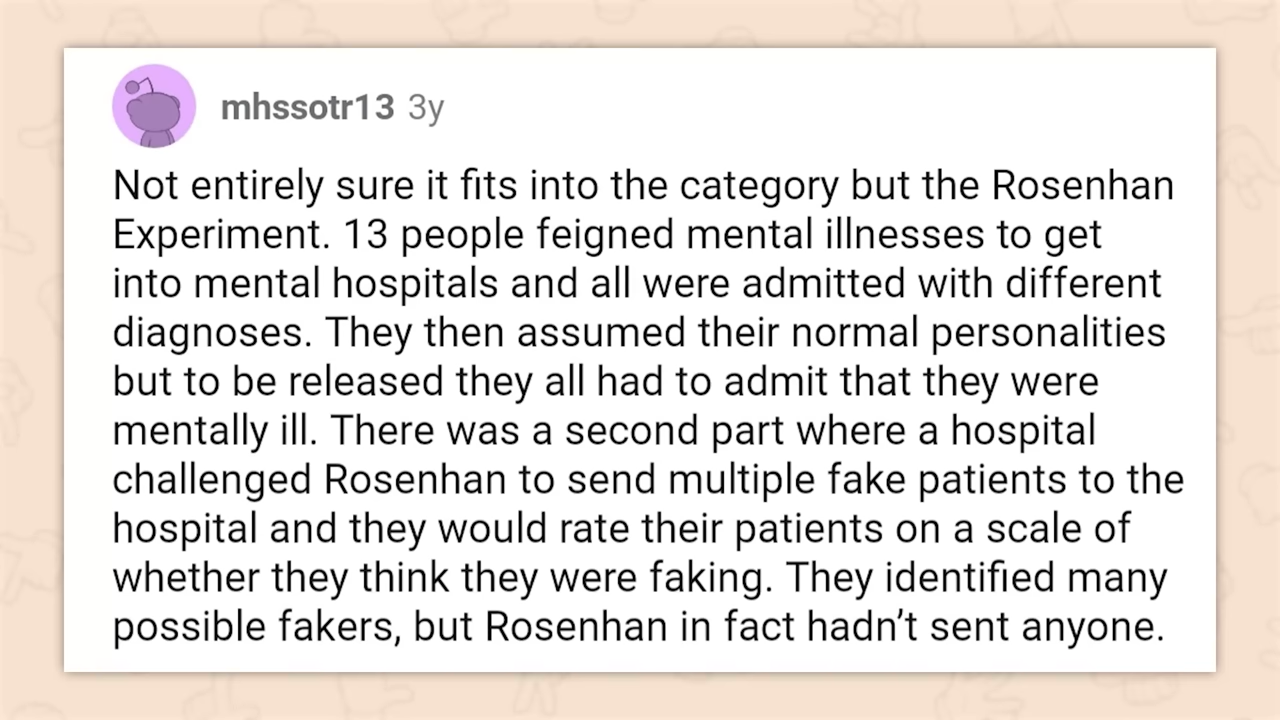 mhssotr13 3y
Not entirely sure it fits into the category but the Rosenhan
Experiment. 13 people feigned mental illnesses to get
into mental hospitals and all were admitted with different
diagnoses. They then assumed their normal personalities
but to be released they all had to admit that they were
mentally ill. There was a second part where a hospital
challenged Rosenhan to send multiple fake patients to the
hospital and they would rate their patients on a scale of
whether they think they were faking. They identified many
possible fakers, but Rosenhan in fact hadn’t sent anyone.